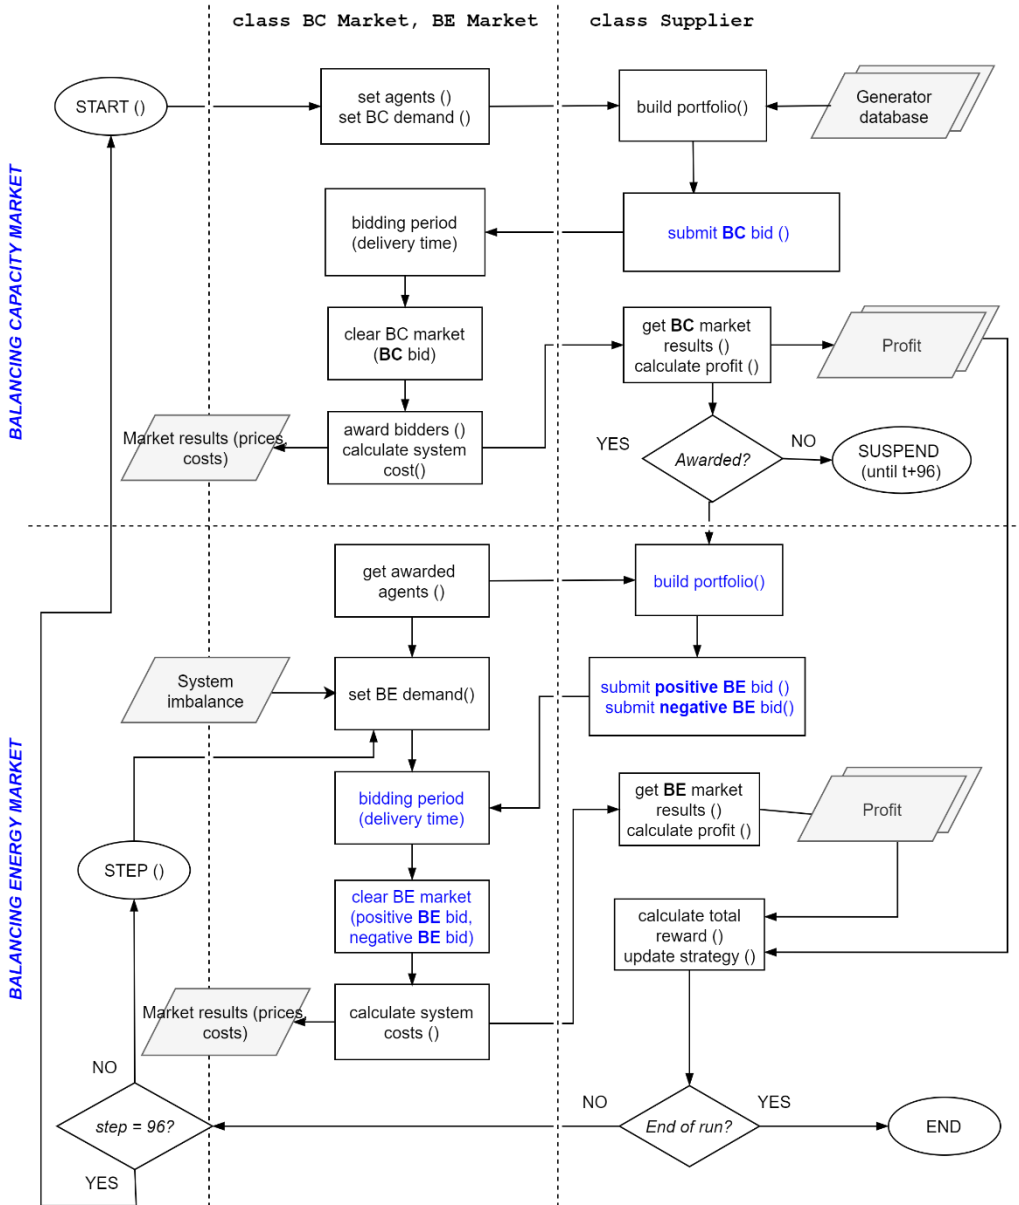 class BC Market, BE Market
class Supplier
BALANCING CAPACITY MARKET
START ()
set agents ()
set BC demand ()
build portfolio()
Generator
database
bidding period
(delivery time)
submit BC bid ()
clear BC market
(BC bid)
get BC market
results ()
calculate profit ()
Profit
Market results (prices,
costs)
award bidders ()
calculate system
cost()
YES
Awarded?
NO
SUSPEND
(until t+96)
BALANCING ENERGY MARKET
get awarded
agents ()
build portfolio()
System
imbalance
set BE demand()
submit positive BE bid ()
submit negative BE bid()
bidding period
(delivery time)
get BE market
results ()
calculate profit ()
Profit
STEP ()
clear BE market
(positive BE bid,
negative BE bid)
calculate total
reward ()
update strategy ()
Market results (prices,
costs)
calculate system
costs ()
NO
step = 96?
YES
NO
End of run?
YES
END